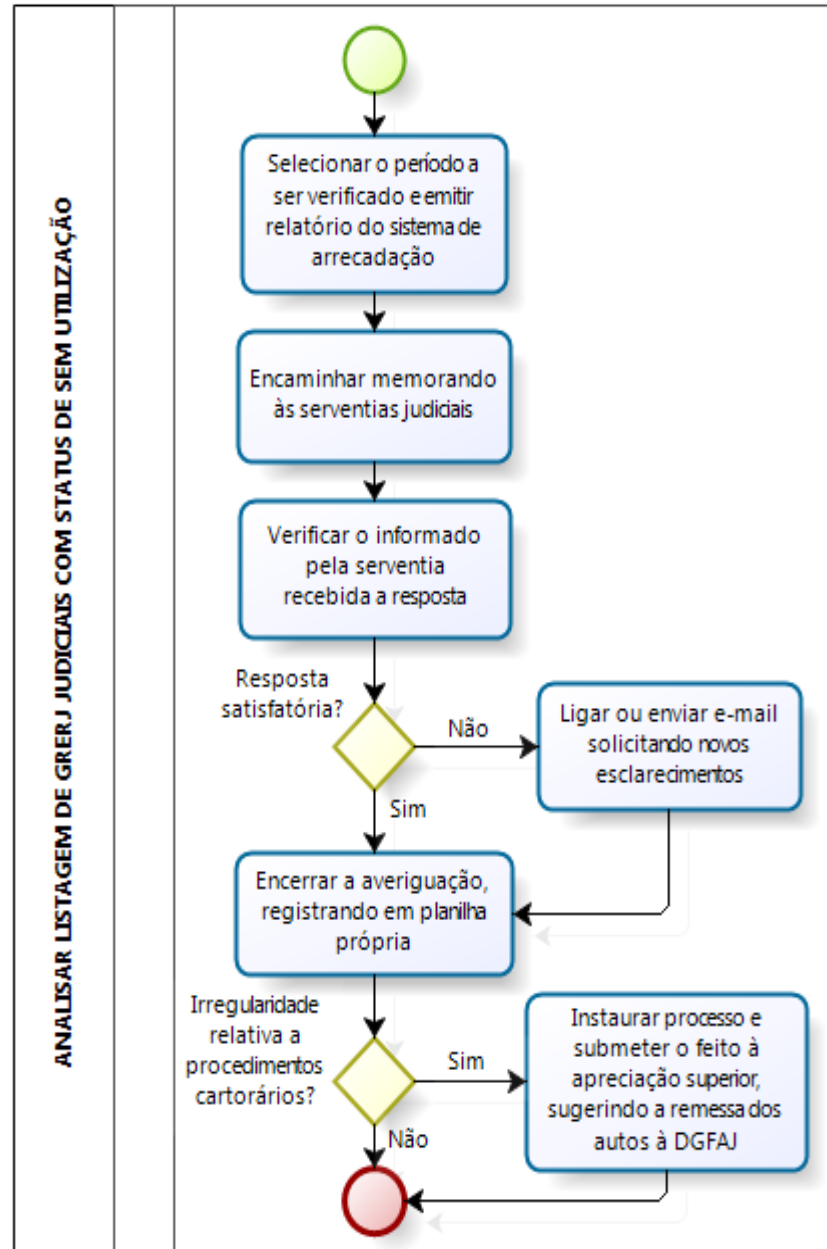 ANALISAR LISTAGEM DE GRERJ JUDICIAIS COM STATUS DE SEM UTILIZAÇÃO
Selecionar o período a
ser verificado e emitir
relatório do sistema de
arrecadação
Encaminhar memorando
às serventias judiciais
Verificar o informado
pela serventia
recebida a resposta
Resposta
satisfatória?
Não
Ligar ou enviar e-mail
solicitando novos
esclarecimentos
Sim
Encerrar a averiguação,
registrando em planilha
própria
Irregularidade
relativa a
procedimentos
cartorários?
Sim
Instaurar processo e
submeter o feito à
apreciação superior,
sugerindo a remessa dos
autos à DGFAJ
Não